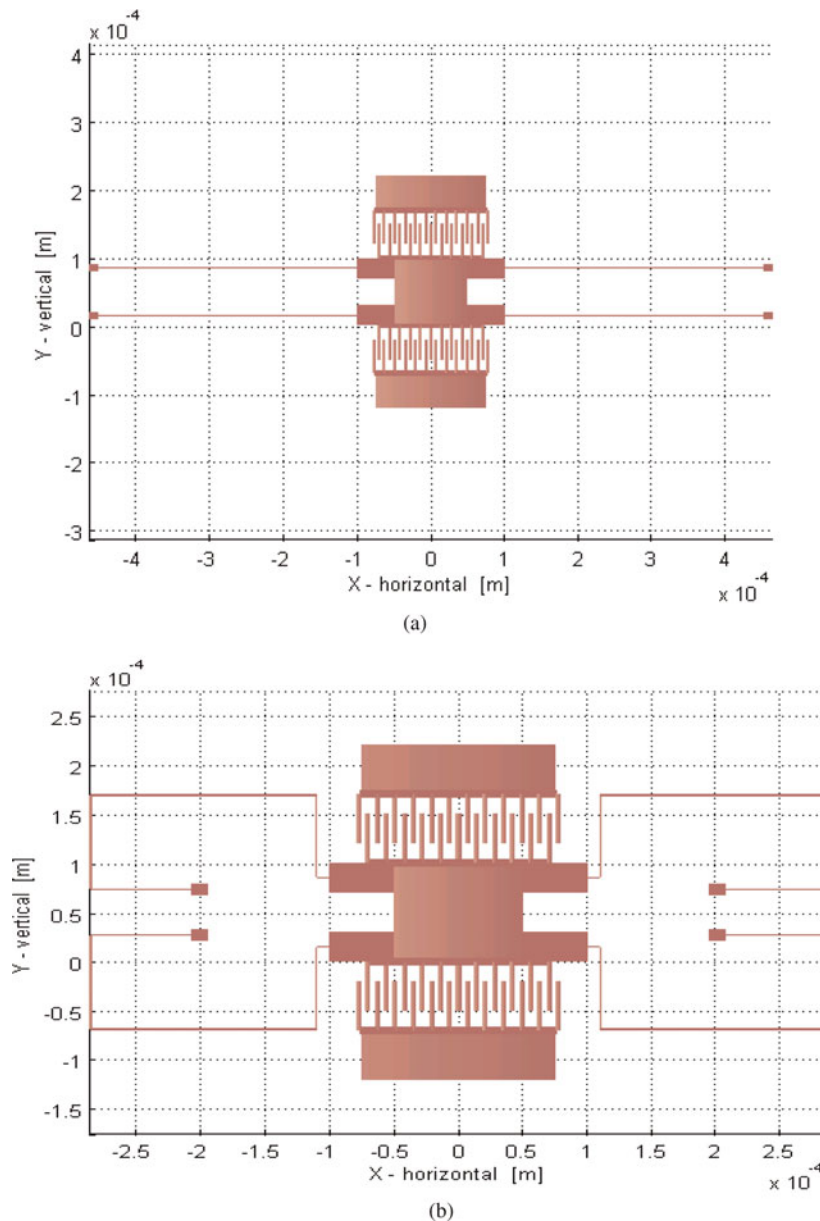 x 10
-4
4
3
2
1
0
-1
-2
-3
Y - vertical [m]
-4 -3 -2 -1 0 1 2 3 4
X - horizontal [m]
x 10
-4
(a)
x 10
-4
2.5
2
1.5
1
0.5
0
-0.5
-1
-1.5
Y - vertical [m]
-2.5 -2 -1.5 -1 -0.5 0 0.5 1 1.5 2 2.5
X - horizontal [m]
x 10
-4
(b)